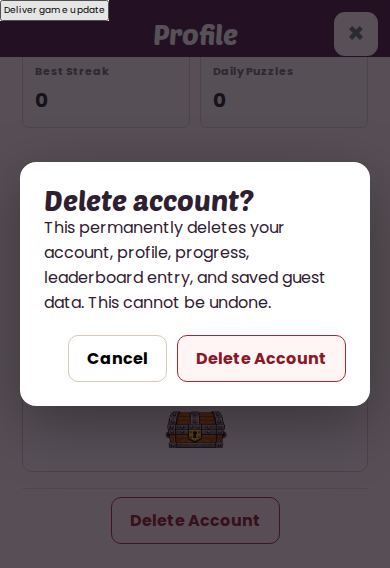 Deliver game update
Profile
✖
Best Streak
Daily Puzzles
0
0
Delete account?
This permanently deletes your
account, profile, progress,
leaderboard entry, and saved guest
data. This cannot be undone.
Cancel
Delete Account
Delete Account